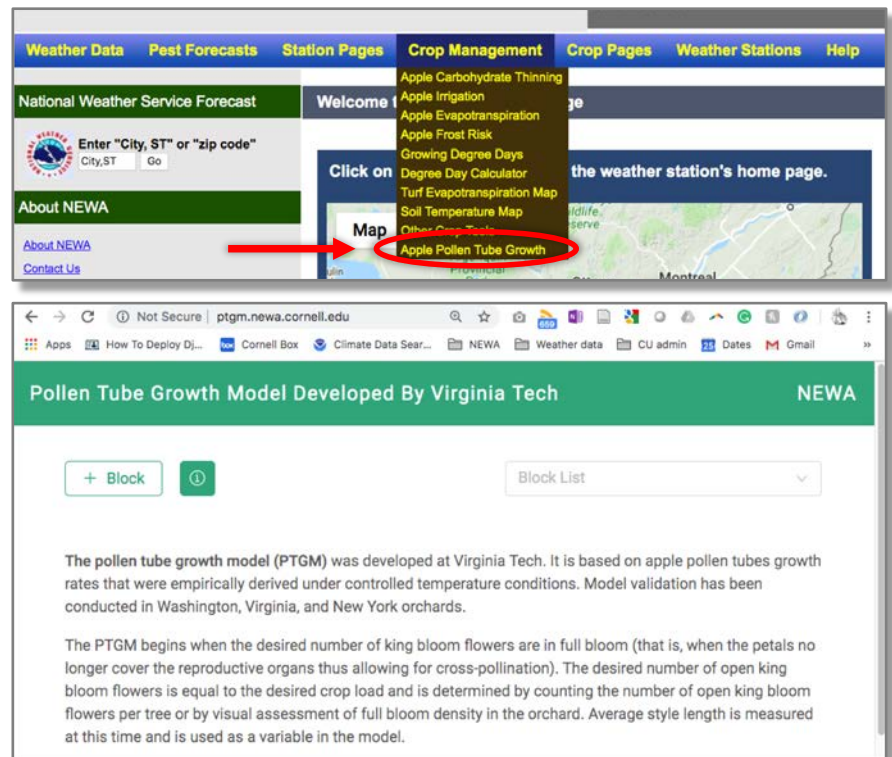 Weather Data Pest Forecasts Station Pages Crop Management Crop Pages Weather Stations Help
Apple Carbohydrate Thinning
National Weather Service Forecast
Welcome
Apple Irrigation
ge
Apple Evapotranspiration
Apple Frost Risk
Enter "City, ST" or "zip code"
City,ST Go
Growing Degree Days
Click on
Degree Day Calculator
the weather station's home page.
Turf Evapotranspiration Map
About NEWA
Soil Temperature Map
Map
Other Crop Tools
About NEWA
Apple Pollen Tube Growth
Contact Us
Provincial
Montreal
Not Secure | ptgm.newa.cornell.edu
659
Apps How To Deploy Dj... Cornell Box Climate Data Sear... NEWA Weather data CU admin 25 Dates Gmail »
Pollen Tube Growth Model Developed By Virginia Tech NEWA
+ Block Block List
The pollen tube growth model (PTGM) was developed at Virginia Tech. It is based on apple pollen tubes growth
rates that were empirically derived under controlled temperature conditions. Model validation has been
conducted in Washington, Virginia, and New York orchards.
The PTGM begins when the desired number of king bloom flowers are in full bloom (that is, when the petals no
longer cover the reproductive organs thus allowing for cross-pollination). The desired number of open king
bloom flowers is equal to the desired crop load and is determined by counting the number of open king bloom
flowers per tree or by visual assessment of full bloom density in the orchard. Average style length is measured
at this time and is used as a variable in the model.